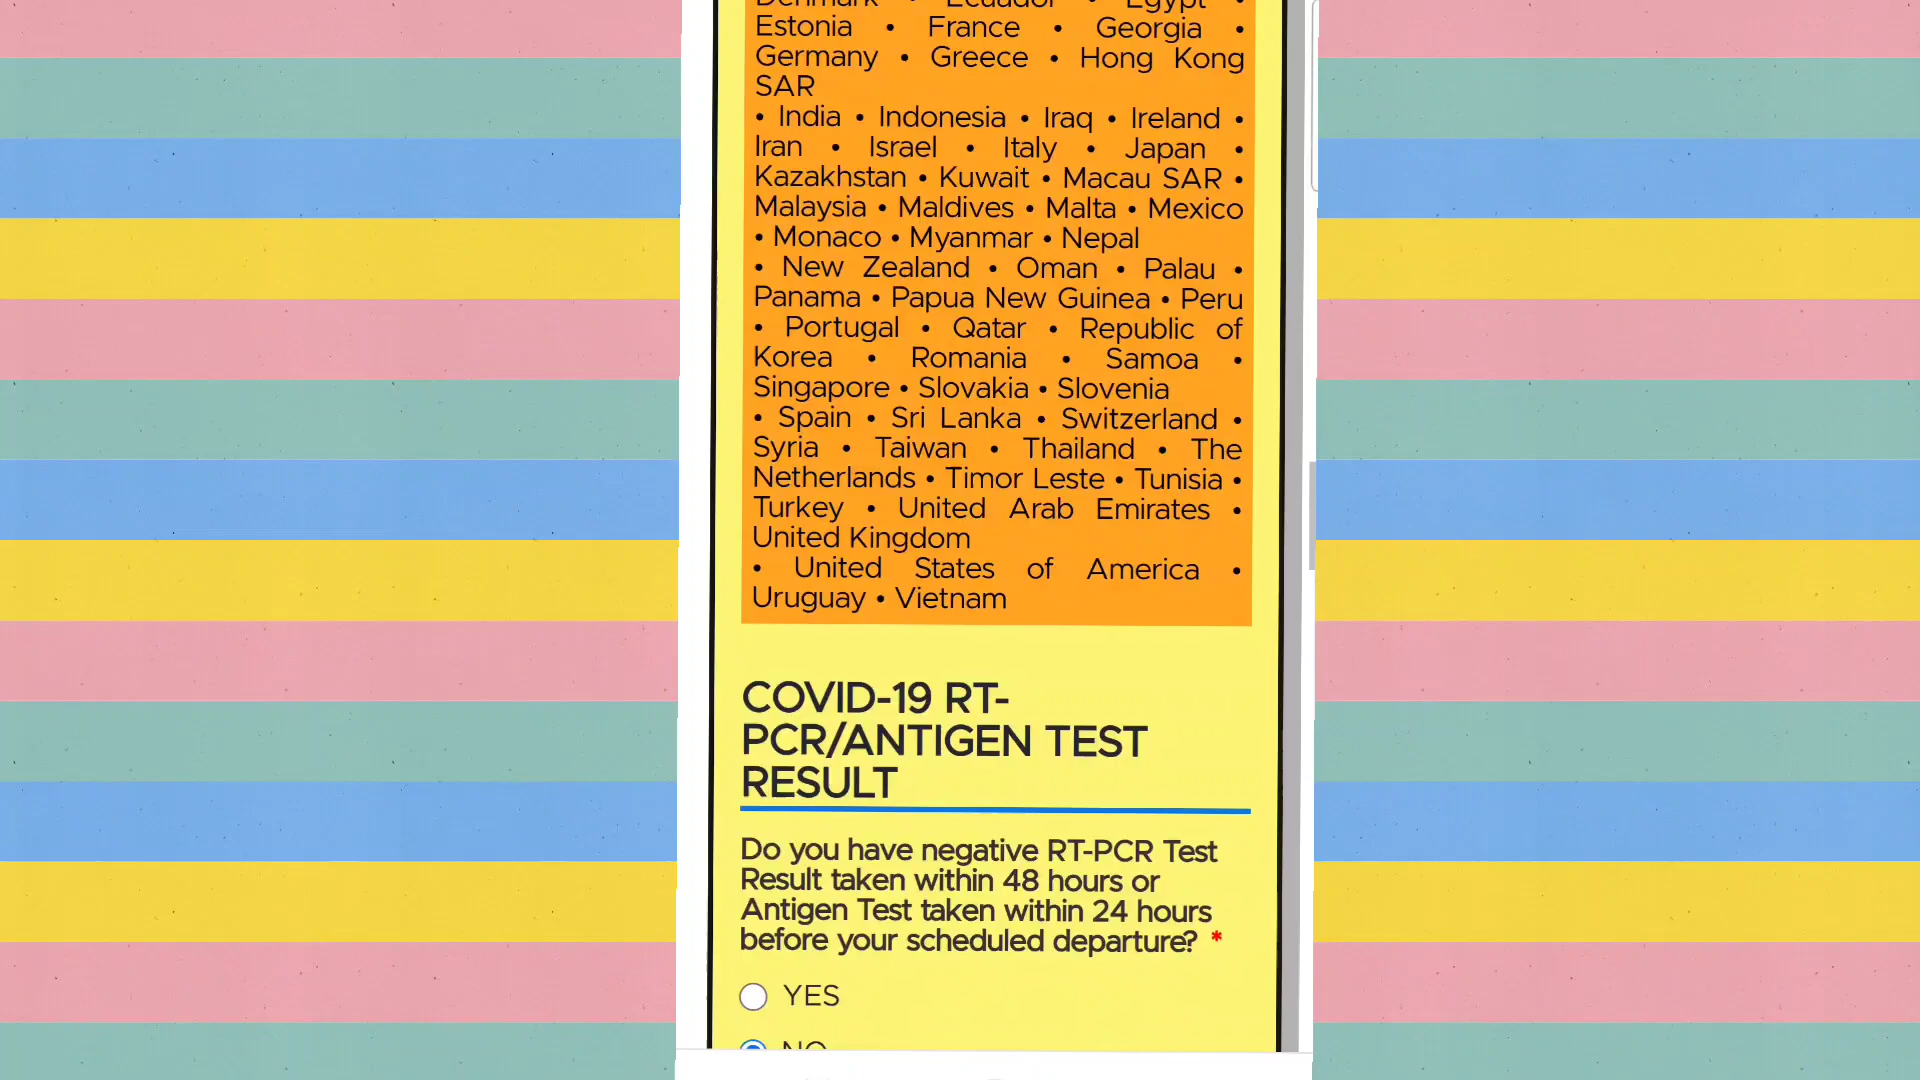 Denmark • Ecuador • Egypt •
Estonia • France • Georgia •
Germany • Greece • Hong Kong
SAR
• India • Indonesia • Iraq • Ireland •
Iran • Israel • Italy • Japan •
Kazakhstan • Kuwait • Macau SAR •
Malaysia • Maldives • Malta • Mexico
• Monaco • Myanmar • Nepal
• New Zealand • Oman • Palau •
Panama • Papua New Guinea • Peru
• Portugal • Qatar • Republic of
Korea • Romania • Samoa •
Singapore • Slovakia • Slovenia
• Spain • Sri Lanka • Switzerland •
Syria • Taiwan • Thailand • The
Netherlands • Timor Leste • Tunisia •
Turkey • United Arab Emirates •
United Kingdom
• United States of America •
Uruguay • Vietnam
COVID-19 RT-
PCR/ANTIGEN TEST
RESULT
Do you have negative RT-PCR Test
Result taken within 48 hours or
Antigen Test taken within 24 hours
before your scheduled departure? *
YES
NO